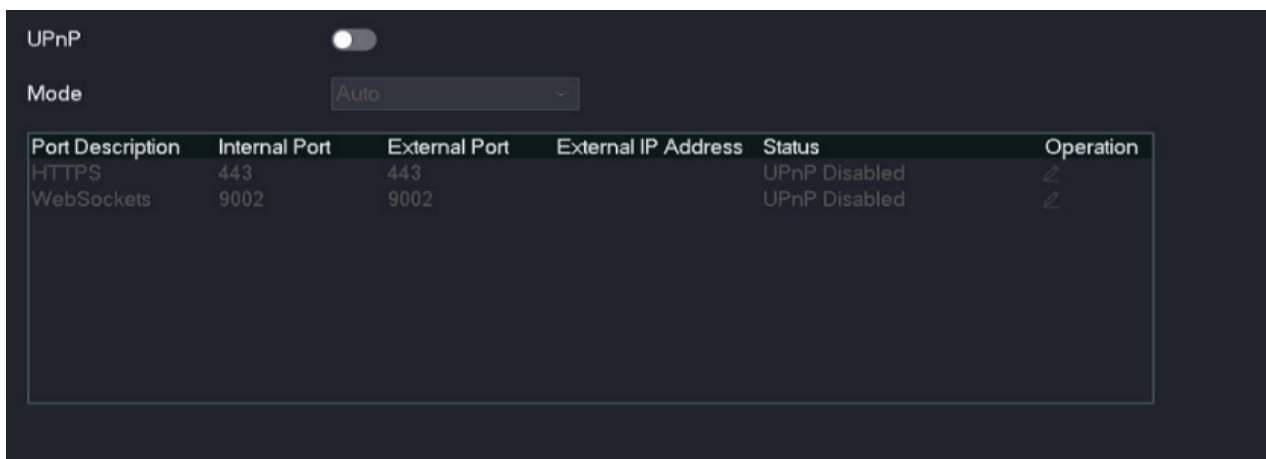 UPnP
Mode Auto
Port Description Internal Port External Port External IP Address Status Operation
HTTPS 443 443 UPnP Disabled
WebSockets 9002 9002 UPnP Disabled